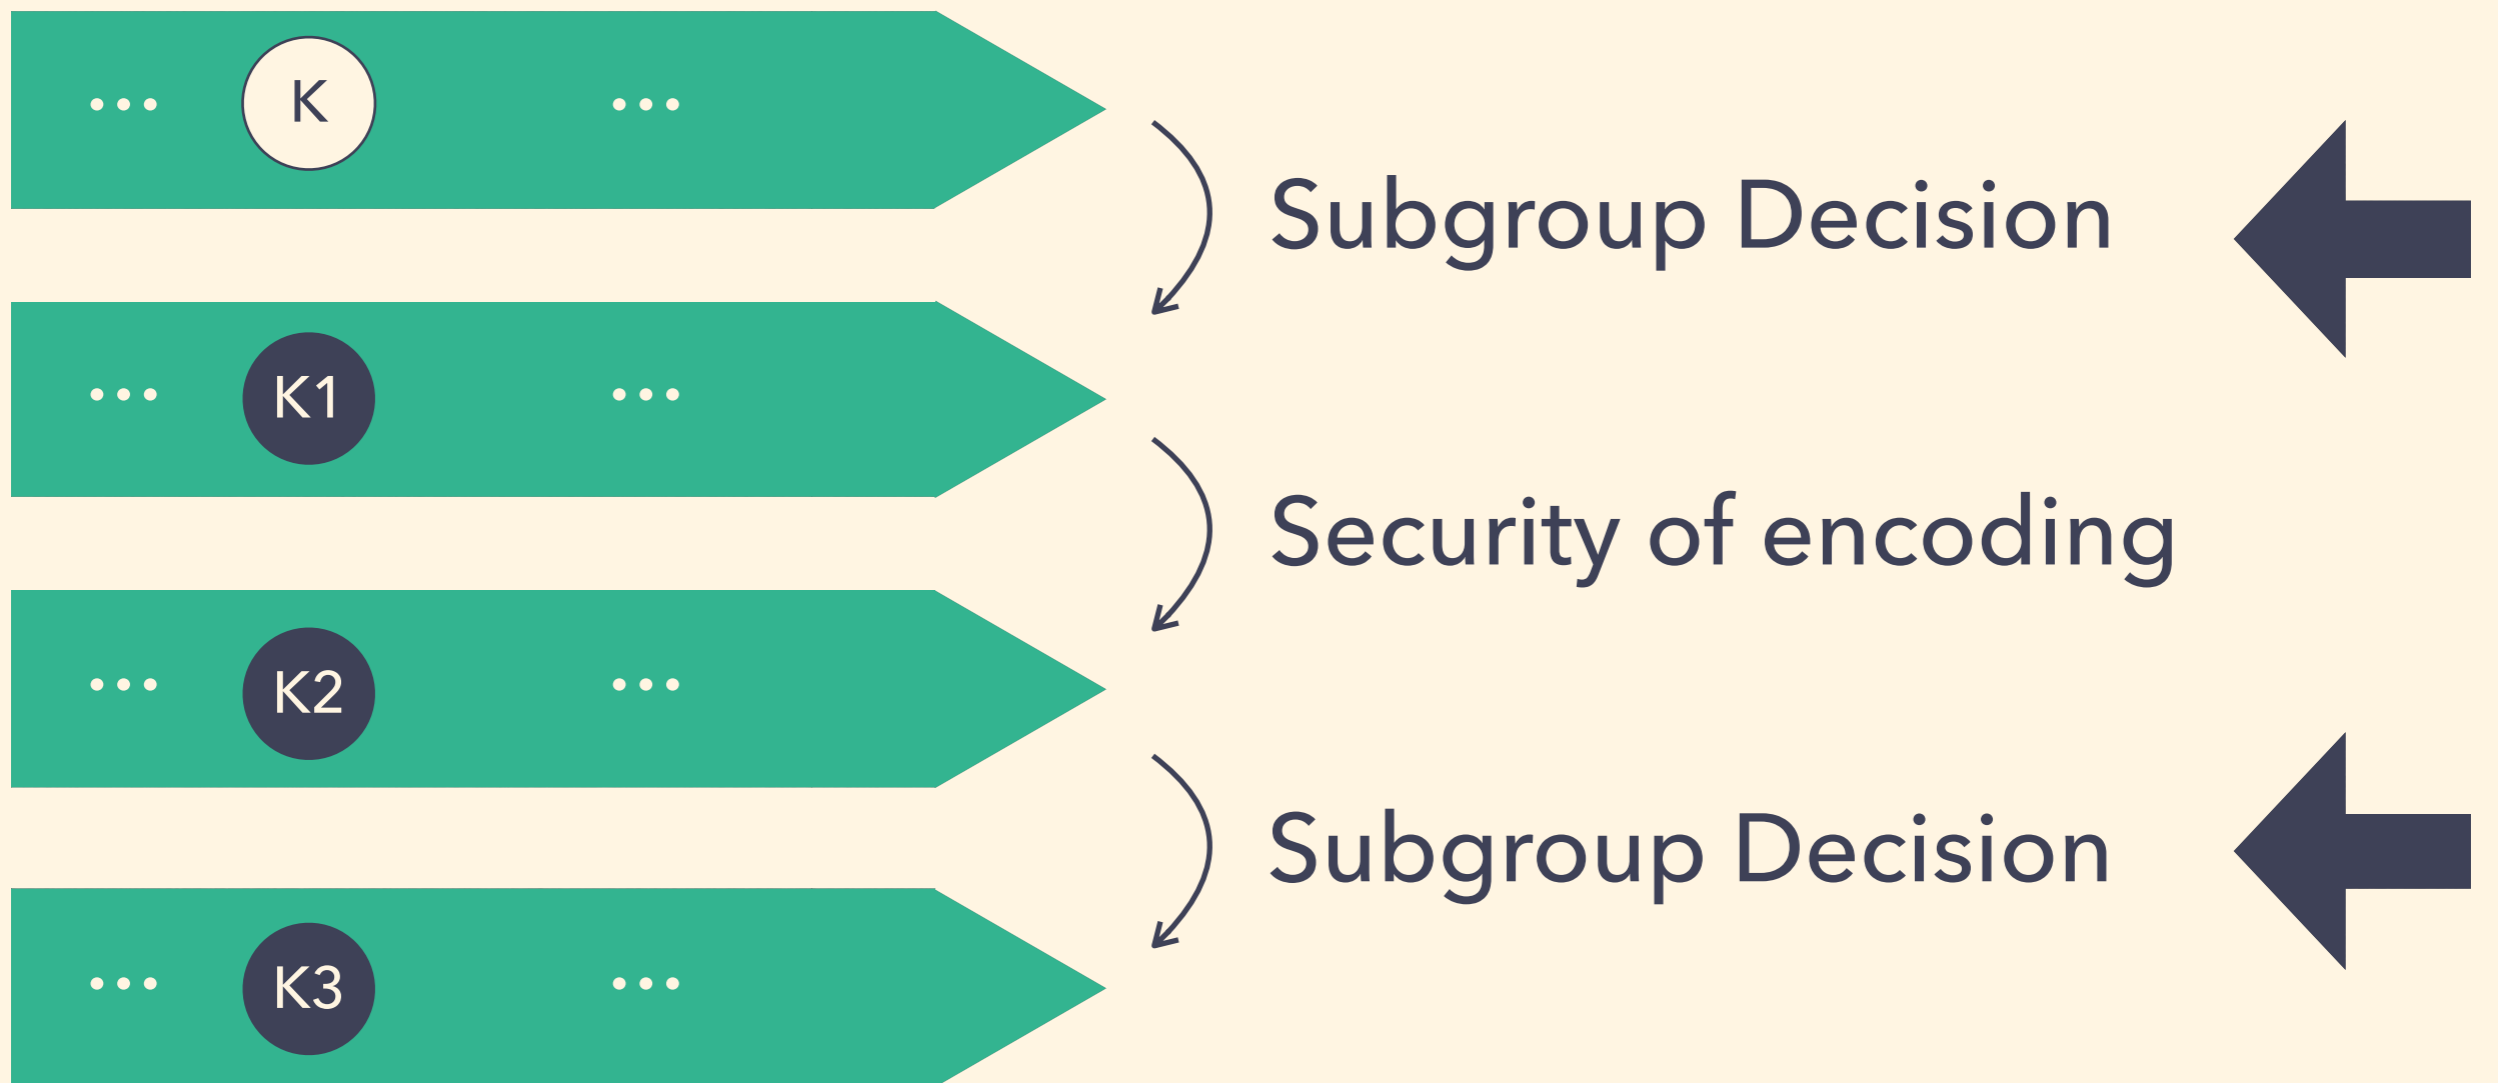 K
Subgroup Decision
K1
Security of encoding
K2
Subgroup Decision
K3